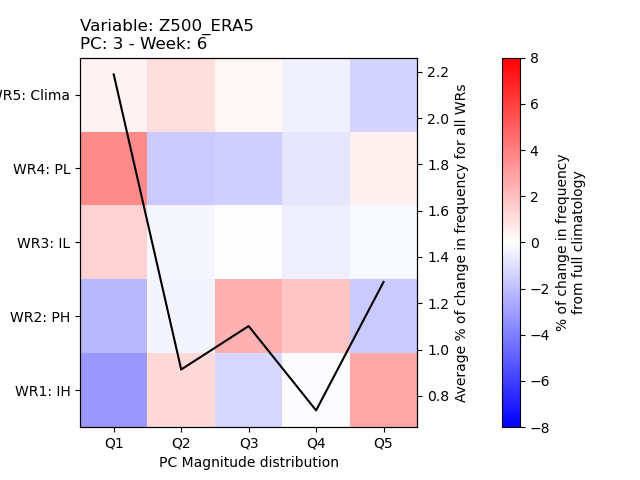 Variable: Z500_ERA5
PC: 3 - Week: 6
WR5: Clima
WR4: PL
WR3: IL
WR2: PH
WR1: IH
Q1 Q2 Q3 Q4 Q5
PC Magnitude distribution
2.2
2.0
1.8
1.6
1.4
1.2
1.0
0.8
Average % of change in frequency for all WRs
8
6
4
2
0
−2
−4
−6
−8
% of change in frequency
from full climatology